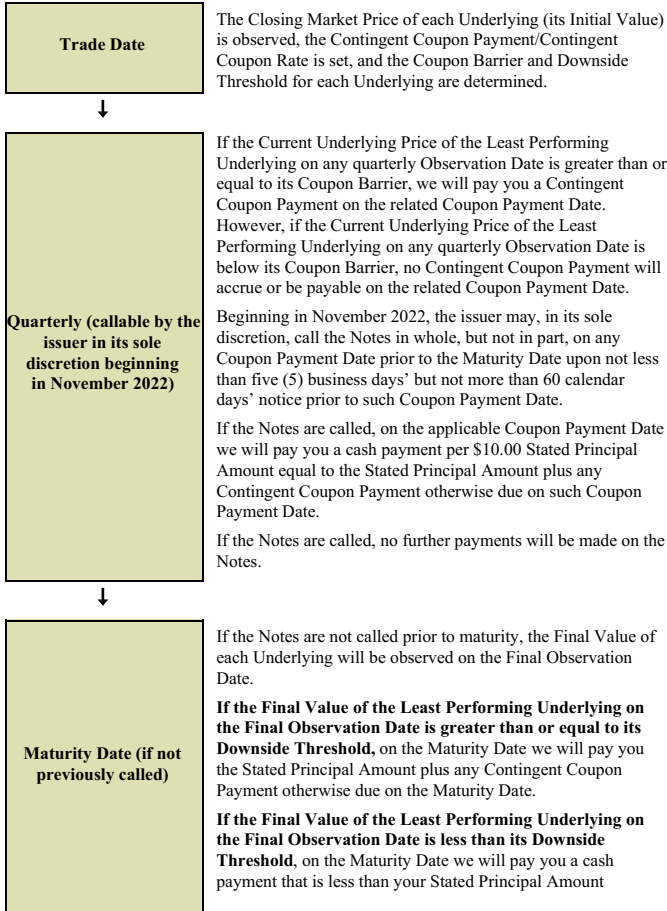 Trade Date
The Closing Market Price of each Underlying (its Initial Value)
is observed, the Contingent Coupon Payment/Contingent
Coupon Rate is set, and the Coupon Barrier and Downside
Threshold for each Underlying are determined.
Quarterly (callable by the
issuer in its sole
discretion beginning
in November 2022)
If the Current Underlying Price of the Least Performing
Underlying on any quarterly Observation Date is greater than or
equal to its Coupon Barrier, we will pay you a Contingent
Coupon Payment on the related Coupon Payment Date.
However, if the Current Underlying Price of the Least
Performing Underlying on any quarterly Observation Date is
below its Coupon Barrier, no Contingent Coupon Payment will
accrue or be payable on the related Coupon Payment Date.
Beginning in November 2022, the issuer may, in its sole
discretion, call the Notes in whole, but not in part, on any
Coupon Payment Date prior to the Maturity Date upon not less
than five (5) business days’ but not more than 60 calendar
days’ notice prior to such Coupon Payment Date.
If the Notes are called, on the applicable Coupon Payment Date
we will pay you a cash payment per $10.00 Stated Principal
Amount equal to the Stated Principal Amount plus any
Contingent Coupon Payment otherwise due on such Coupon
Payment Date.
If the Notes are called, no further payments will be made on the
Notes.
Maturity Date (if not
previously called)
If the Notes are not called prior to maturity, the Final Value of
each Underlying will be observed on the Final Observation
Date.
If the Final Value of the Least Performing Underlying on
the Final Observation Date is greater than or equal to its
Downside Threshold, on the Maturity Date we will pay you
the Stated Principal Amount plus any Contingent Coupon
Payment otherwise due on the Maturity Date.
If the Final Value of the Least Performing Underlying on
the Final Observation Date is less than its Downside
Threshold, on the Maturity Date we will pay you a cash
payment that is less than your Stated Principal Amount